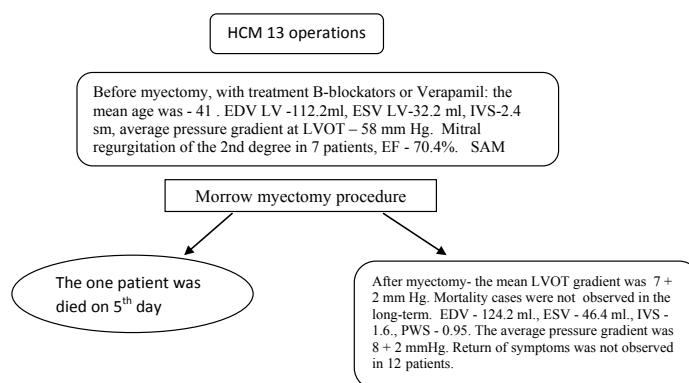 HCM 13 operations
Before myectomy, with treatment B-blockators or Verapamil: the
mean age was - 41 . EDV LV -112.2ml, ESV LV-32.2 ml, IVS-2.4
sm, average pressure gradient at LVOT – 58 mm Hg. Mitral
regurgitation of the 2nd degree in 7 patients, EF - 70.4%. SAM
Morrow myectomy procedure
The one patient was
died on 5th day
After myectomy- the mean LVOT gradient was 7 +
2 mm Hg. Mortality cases were not observed in the
long-term. EDV - 124.2 ml., ESV - 46.4 ml., IVS -
1.6., PWS - 0.95. The average pressure gradient was
8 + 2 mmHg. Return of symptoms was not observed
in 12 patients.